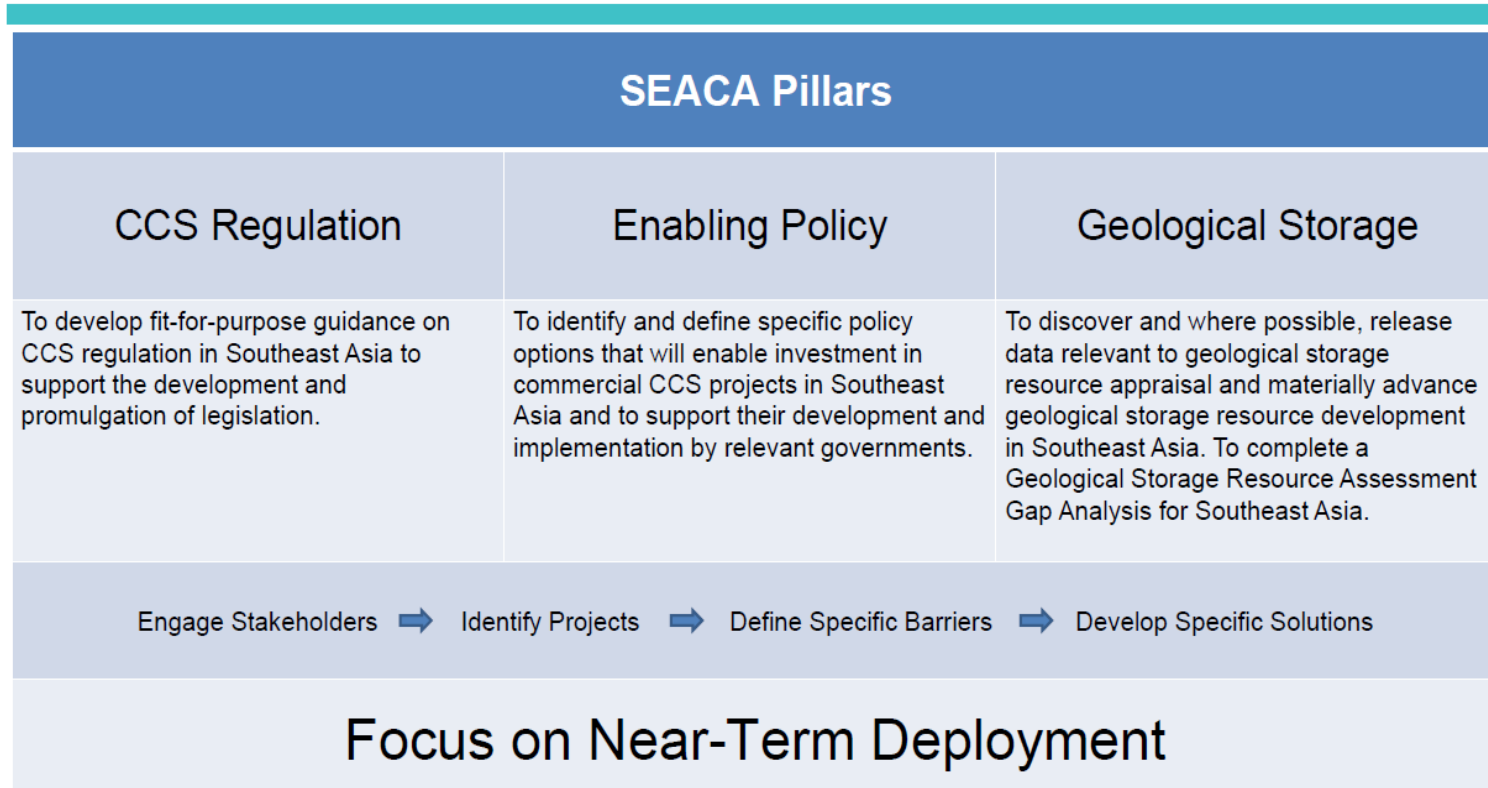 SEACA Pillars
CCS Regulation
Enabling Policy
Geological Storage
To develop fit-for-purpose guidance on
CCS regulation in Southeast Asia to
support the development and
promulgation of legislation.
To identify and define specific policy
options that will enable investment in
commercial CCS projects in Southeast
Asia and to support their development and
implementation by relevant governments.
To discover and where possible, release
data relevant to geological storage
resource appraisal and materially advance
geological storage resource development
in Southeast Asia. To complete a
Geological Storage Resource Assessment
Gap Analysis for Southeast Asia.
Engage Stakeholders
Identify Projects
Define Specific Barriers
Develop Specific Solutions
Focus on Near-Term Deployment